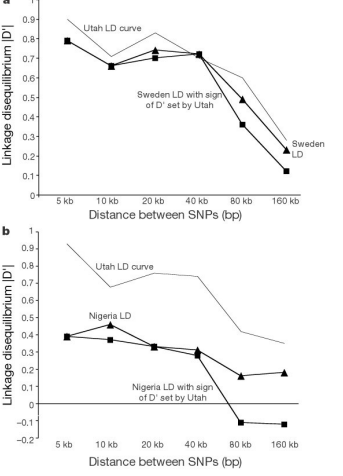 a
1
0.9
0.8
0.7
0.6
0.5
0.4
0.3
0.2
0.1
0
Linkage disequilibrium |D'|
Utah LD curve
Sweden LD with sign
of D' set by Utah
Sweden
LD
5 kb 10 kb 20 kb 40 kb 80 kb 160 kb
Distance between SNPs (bp)
b
1
0.9
0.8
0.7
0.6
0.5
0.4
0.3
0.2
0.1
0
–0.1
–0.2
Linkage disequilibrium |D'|
Utah LD curve
Nigeria LD
Nigeria LD with sign
of D' set by Utah
5 kb 10 kb 20 kb 40 kb 80 kb 160 kb
Distance between SNPs (bp)